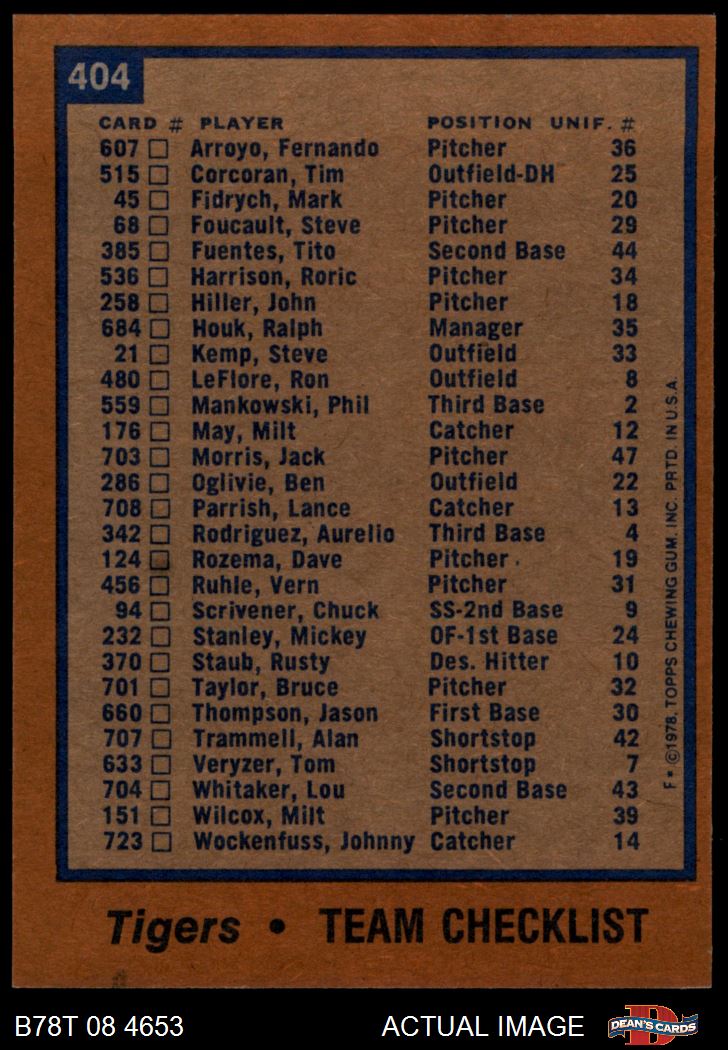 404
CARD # PLAYER POSITION UNIF. #
607 Arroyo, Fernando Pitcher 36
515 Corcoran, Tim Outfield-DH 25
45 Fidrych, Mark Pitcher 20
68 Foucault, Steve Pitcher 29
385 Fuentes, Tito Second Base 44
536 Harrison, Roric Pitcher 34
258 Hiller, John Pitcher 18
684 Houk, Ralph Manager 35
21 Kemp, Steve Outfield 33
480 LeFlore, Ron Outfield 8
559 Mankowski, Phil Third Base 2
176 May, Milt Catcher 12
703 Morris, Jack Pitcher 47
286 Oglivie, Ben Outfield 22
708 Parrish, Lance Catcher 13
342 Rodriguez, Aurelio Third Base 4
124 Rozema, Dave Pitcher 19
456 Ruhle, Vern Pitcher 31
94 Scrivener, Chuck SS-2nd Base 9
232 Stanley, Mickey OF-1st Base 24
370 Staub, Rusty Des. Hitter 10
701 Taylor, Bruce Pitcher 32
660 Thompson, Jason First Base 30
707 Trammell, Alan Shortstop 42
633 Veryzer, Tom Shortstop 7
704 Whitaker, Lou Second Base 43
151 Wilcox, Milt Pitcher 39
723 Wockenfuss, Johnny Catcher 14
F* ©1978, TOPPS CHEWING GUM, INC. PRTD. IN U.S.A.
Tigers • TEAM CHECKLIST
B78T 08 4653 ACTUAL IMAGE
D
DEAN'S CARDS